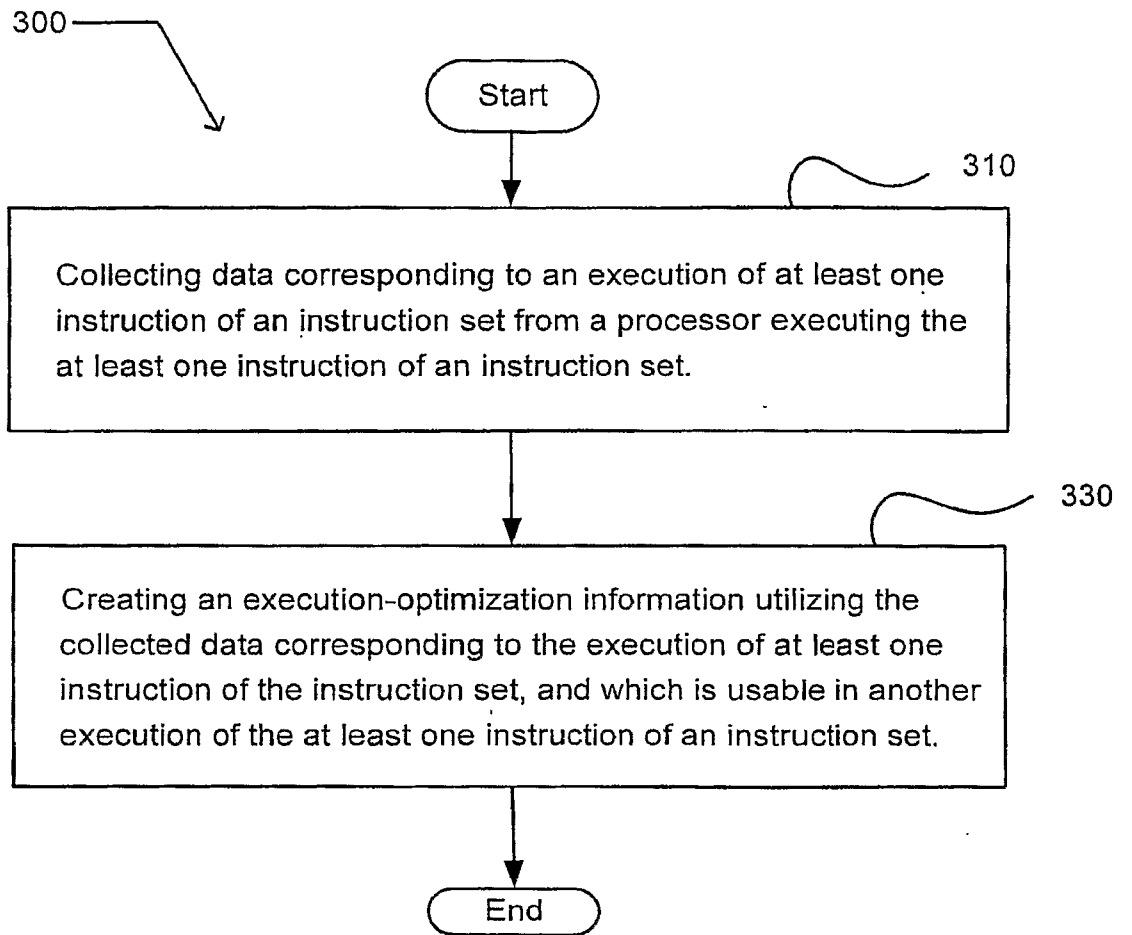 300
Start
310
Collecting data corresponding to an execution of at least one
instruction of an instruction set from a processor executing the
at least one instruction of an instruction set.
330
Creating an execution-optimization information utilizing the
collected data corresponding to the execution of at least one
instruction of the instruction set, and which is usable in another
execution of the at least one instruction of an instruction set.
End